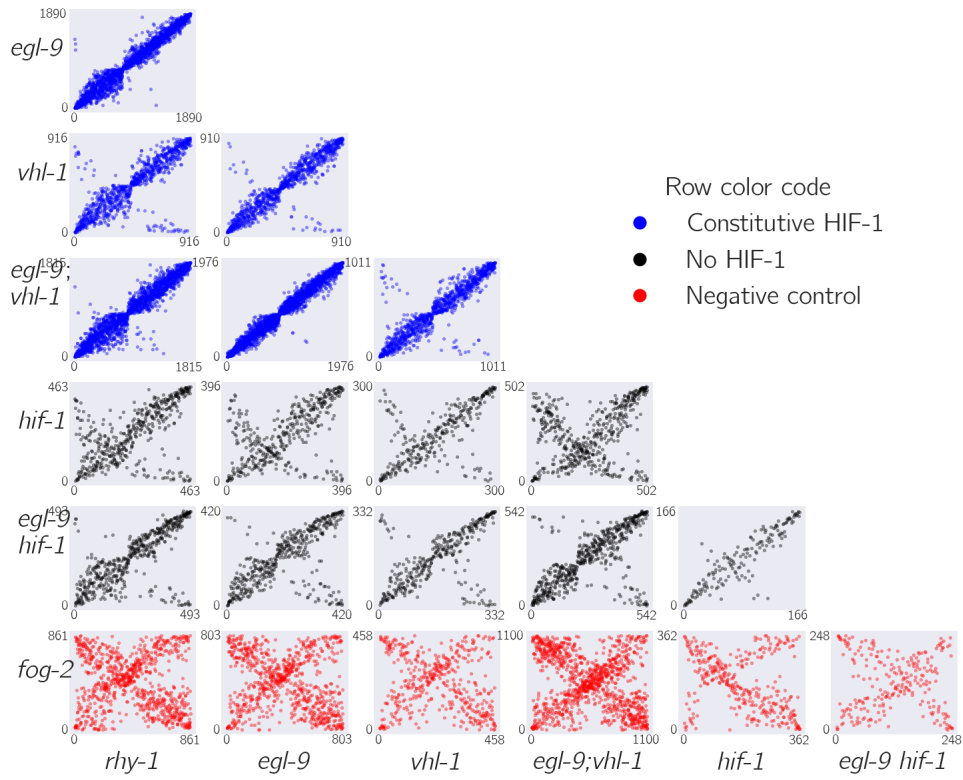 1890
egl-9
0
0 1890
916 910
vhl-1
0 0
0 916 0 910
Row color code
Constitutive HIF-1
No HIF-1
Negative control
1815 1976 1011
egl-9;
vhl-1
0 0 0
0 1815 0 1976 0 1011
463 396 300 502
hif-1
0 0 0 0
0 463 0 396 0 300 0 502
493 420 332 542 166
egl-9
hif-1
0 0 0 0 0
0 493 0 420 0 332 0 542 0 166
861 803 458 1100 362 248
fog-2
0 0 0 0 0 0
0 861 0 803 0 458 0 1100 0 362 0 248
rhy-1 egl-9 vhl-1 egl-9;vhl-1 hif-1 egl-9 hif-1